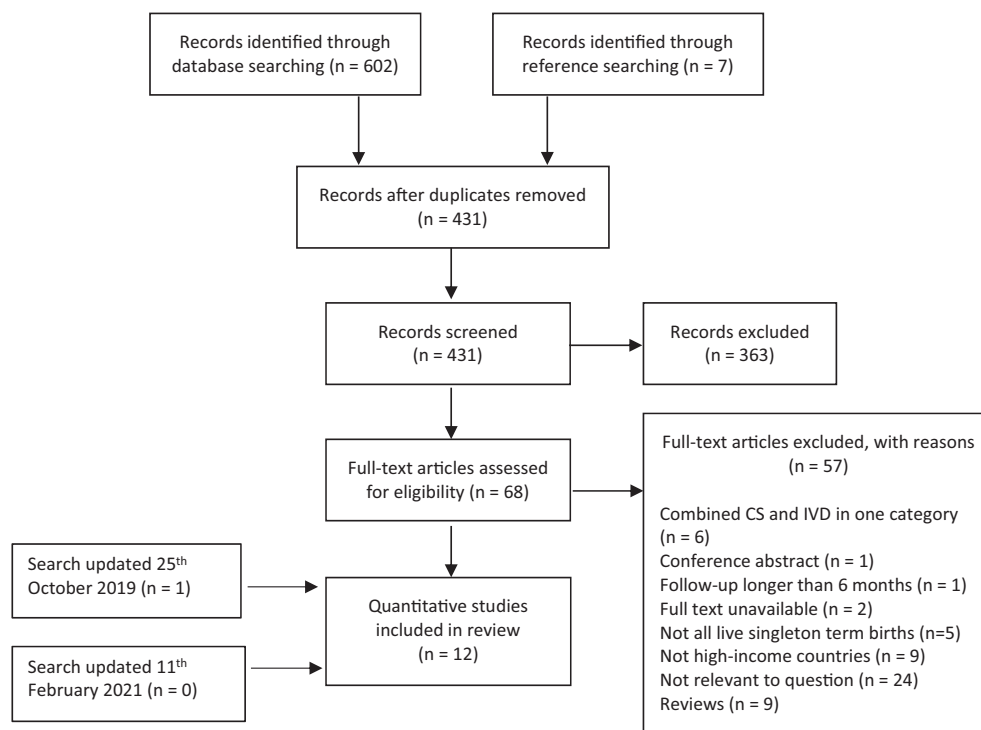 Records identified through
database searching (n = 602)
Records identified through
reference searching (n = 7)
Records after duplicates removed
(n = 431)
Records screened
(n = 431)
Records excluded
(n = 363)
Full-text articles assessed
for eligibility (n = 68)
Full-text articles excluded, with reasons
(n = 57)
Combined CS and IVD in one category
(n = 6)
Conference abstract (n = 1)
Follow-up longer than 6 months (n = 1)
Full text unavailable (n = 2)
Not all live singleton term births (n=5)
Not high-income countries (n = 9)
Not relevant to question (n = 24)
Reviews (n = 9)
Search updated 25th
October 2019 (n = 1)
Quantitative studies
included in review
(n = 12)
Search updated 11th
February 2021 (n = 0)